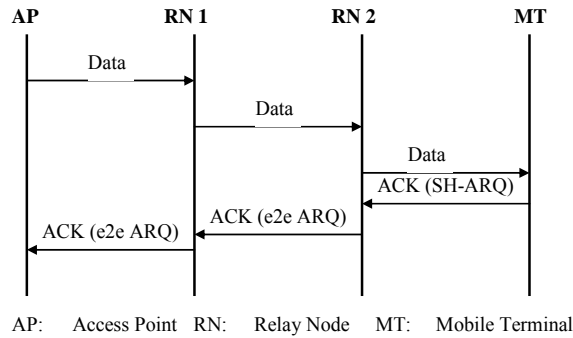 AP RN 1 RN 2 MT
Data
Data
Data
ACK (SH-ARQ)
ACK (e2e ARQ)
ACK (e2e ARQ)
AP: Access Point RN: Relay Node MT: Mobile Terminal